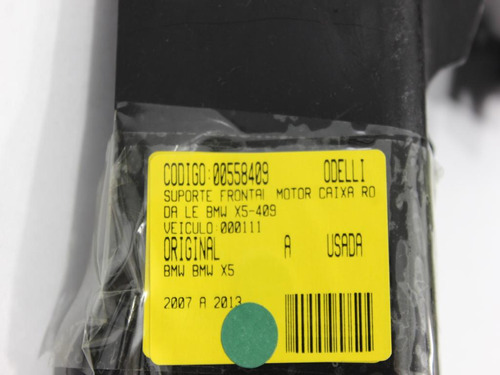 CODIGO:00558409 ODELLI
SUPORTE FRONTAL MOTOR CAIXA RO
DA LE BMW X5-409
VEICULO:000111
ORIGINAL A USADA
BMW BMW X5
2007 A 2013